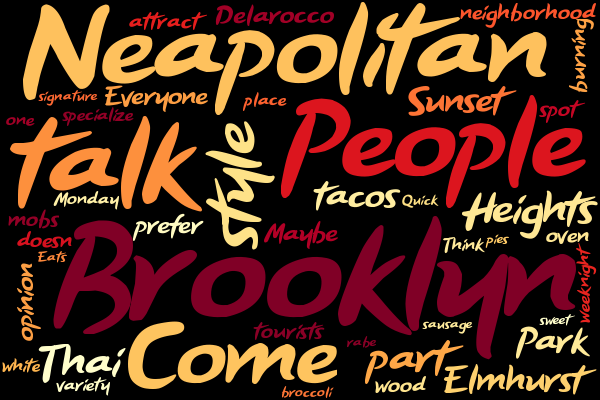 Neapolitan
attract
Delarocco
neighborhood
burning
signature
Everyone
place
Sunset
spot
one
specialize
talk
style
People
Monday
tacos
Quick
Heights
mobs
prefer
Maybe
doesn
Eats
Think
pies
oven
Brooklyn
weeknight
opinion
sausage
sweet
tourists
rabe
Park
white
Thai
variety
Come
broccoli
part
wood
Elmhurst